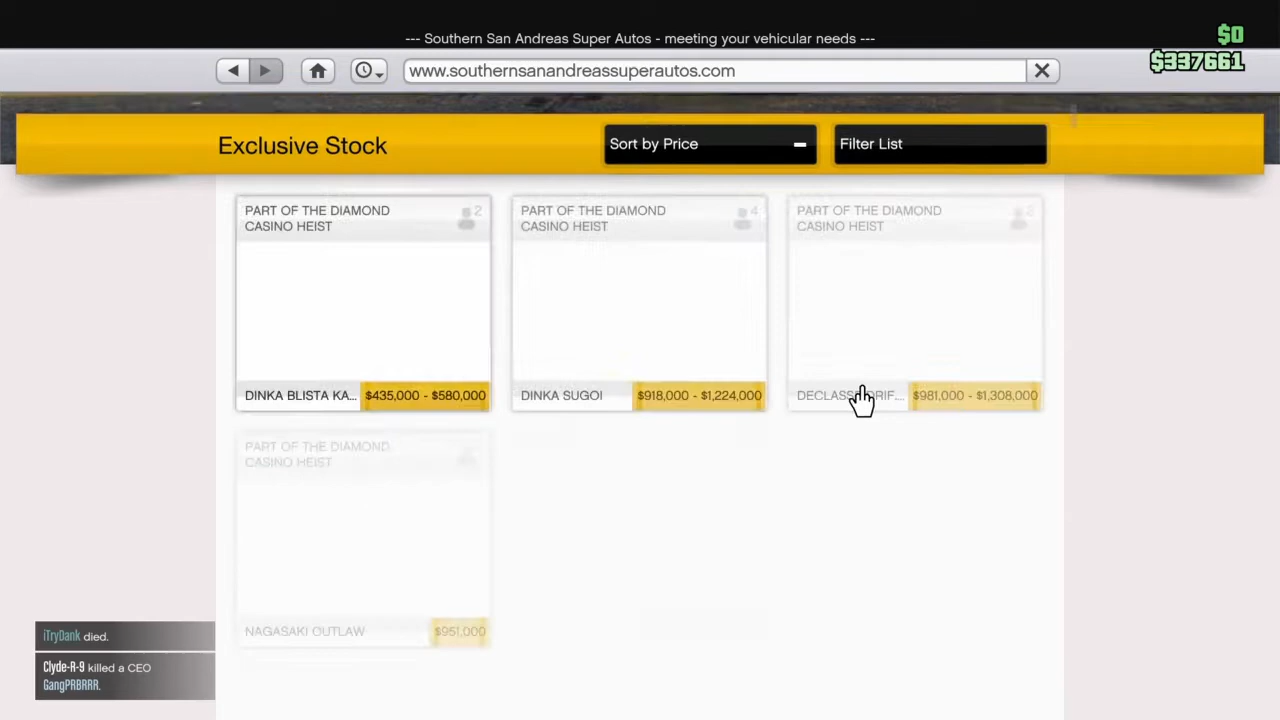 --- Southern San Andreas Super Autos - meeting your vehicular needs ---
$0
$337661
www.southernsanandreassuperautos.com
Exclusive Stock
Sort by Price
Filter List
PART OF THE DIAMOND
CASINO HEIST
2
PART OF THE DIAMOND
CASINO HEIST
4
PART OF THE DIAMOND
CASINO HEIST
2
DINKA BLISTA KA...
$435,000 - $580,000
DINKA SUGOI
$918,000 - $1,224,000
$981,000 - $1,308,000
PART OF THE DIAMOND
CASINO HEIST
NAGASAKI OUTLAW
$951,000
iTryDank died.
Clyde-R-9 killed a CEO
GangPRBRRR.